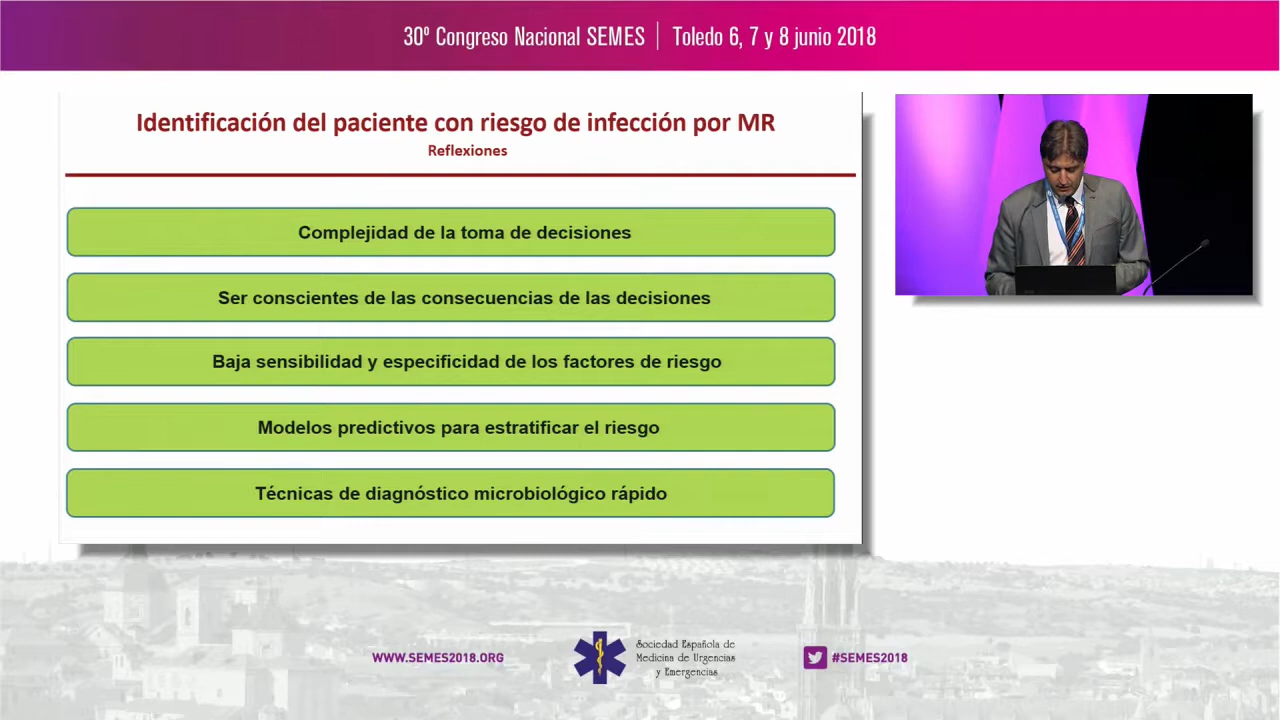 30º Congreso Nacional SEMES | Toledo 6, 7 y 8 junio 2018
Identificación del paciente con riesgo de infección por MR
Reflexiones
Complejidad de la toma de decisiones
Ser conscientes de las consecuencias de las decisiones
Baja sensibilidad y especificidad de los factores de riesgo
Modelos predictivos para estratificar el riesgo
Técnicas de diagnóstico microbiológico rápido
WWW.SEMES2018.ORG
Sociedad Española de
Medicina de Urgencias
y Emergencias
#SEMES2018